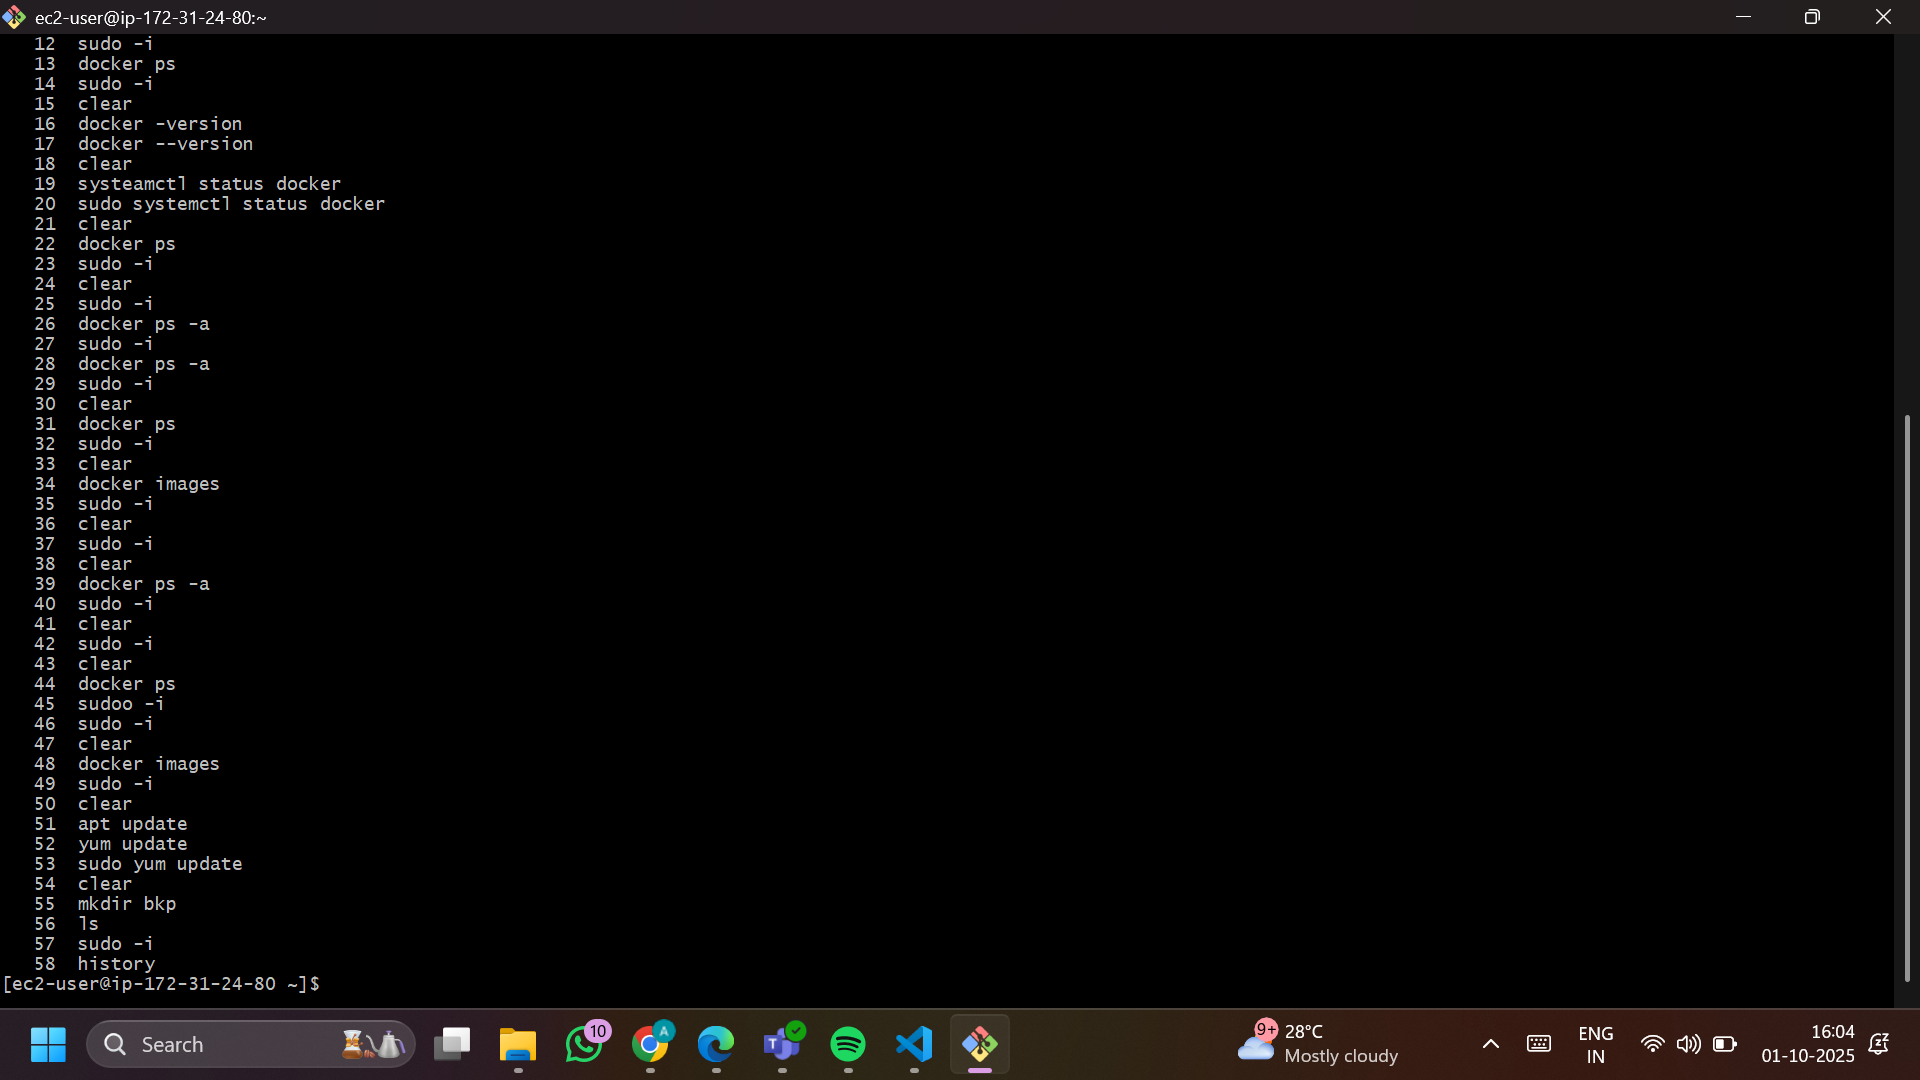 ec2-user@ip-172-31-24-80:~
12 sudo -i
13 docker ps
14 sudo -i
15 clear
16 docker -version
17 docker --version
18 clear
19 systeamctl status docker
20 sudo systemctl status docker
21 clear
22 docker ps
23 sudo -i
24 clear
25 sudo -i
26 docker ps -a
27 sudo -i
28 docker ps -a
29 sudo -i
30 clear
31 docker ps
32 sudo -i
33 clear
34 docker images
35 sudo -i
36 clear
37 sudo -i
38 clear
39 docker ps -a
40 sudo -i
41 clear
42 sudo -i
43 clear
44 docker ps
45 sudoo -i
46 sudo -i
47 clear
48 docker images
49 sudo -i
50 clear
51 apt update
52 yum update
53 sudo yum update
54 clear
55 mkdir bkp
56 ls
57 sudo -i
58 history
[ec2-user@ip-172-31-24-80 ~]$
Search
10
A
9+
28°C
Mostly cloudy
ENG
IN
16:04
01-10-2025